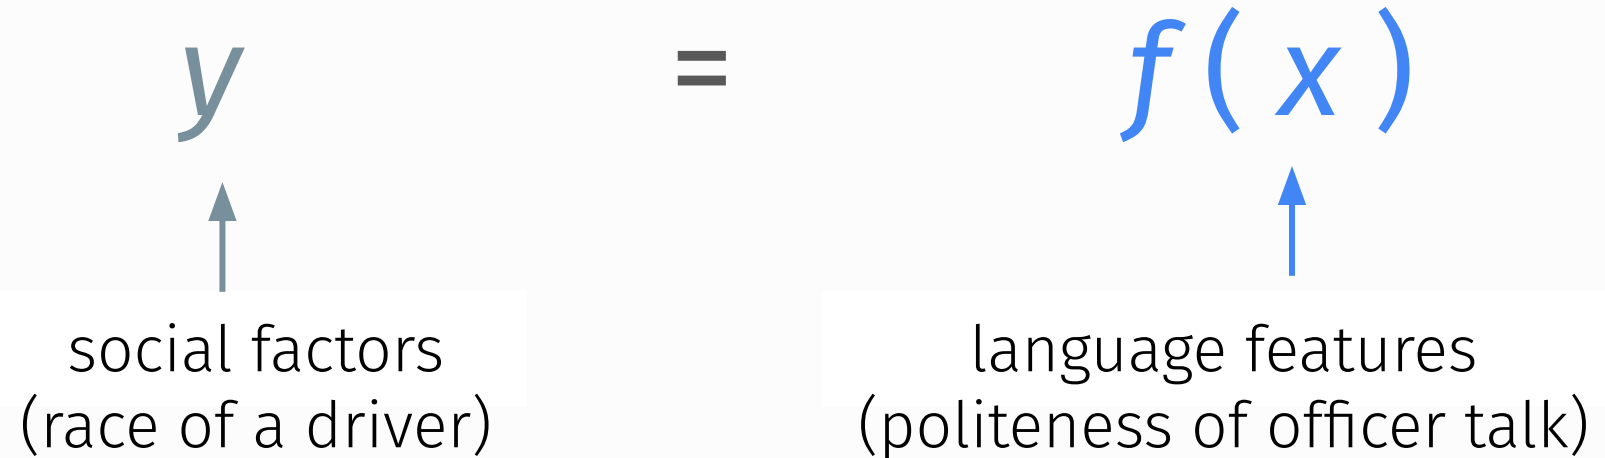 y = f(x)
social factors
(race of a driver)
language features
(politeness of officer talk)